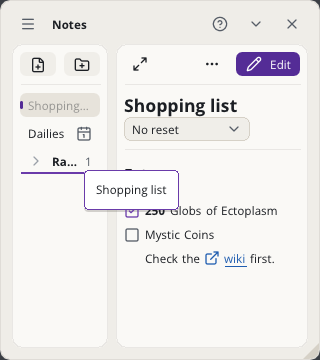 Notes
Edit
Shopping...
Shopping list
No reset
Dailies
Ra... 1
Shopping list
250 Globs of Ectoplasm
Mystic Coins
Check the wiki first.